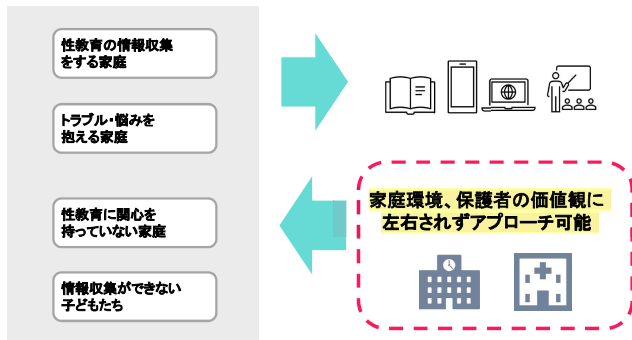 性教育の情報収集
をする家庭
トラブル・悩みを
抱える家庭
性教育に関心を
持っていない家庭
情報収集ができない
子どもたち
家庭環境、保護者の価値観に
左右されずアプローチ可能